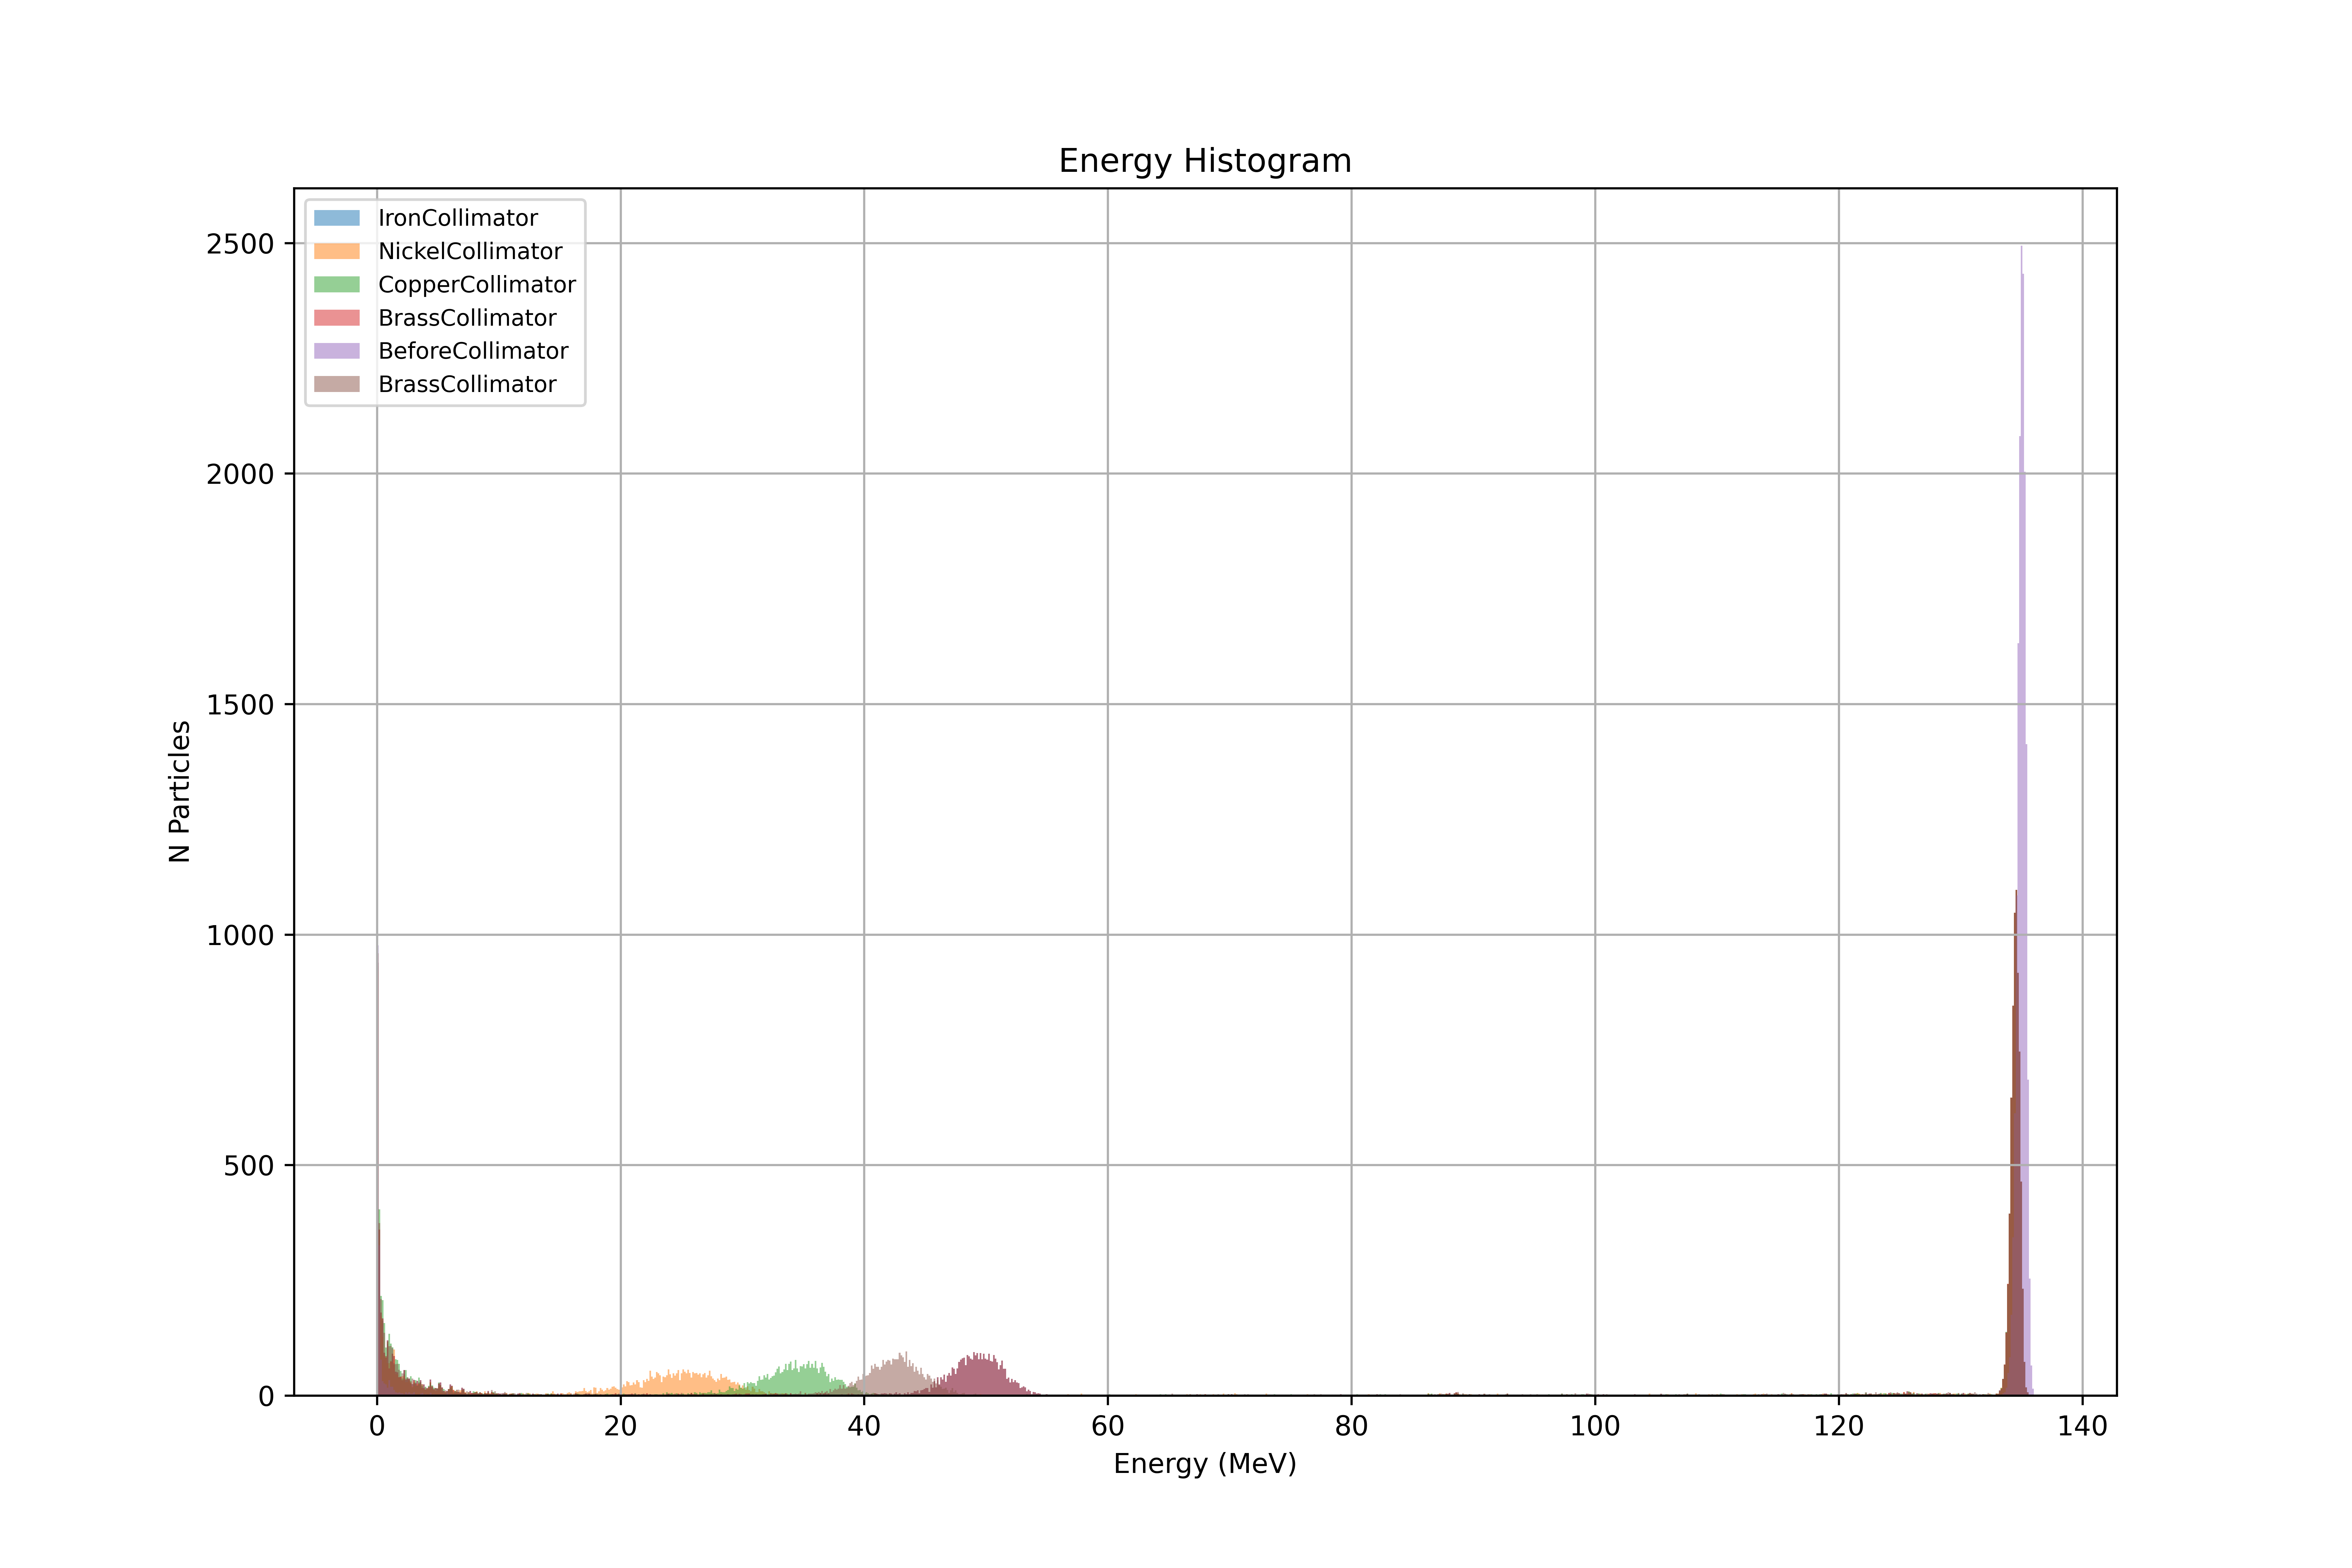 Energy Histogram
IronCollimator
NickelCollimator
CopperCollimator
BrassCollimator
BeforeCollimator
BrassCollimator
2500
2000
1500
1000
500
0
N Particles
0 20 40 60 80 100 120 140
Energy (MeV)